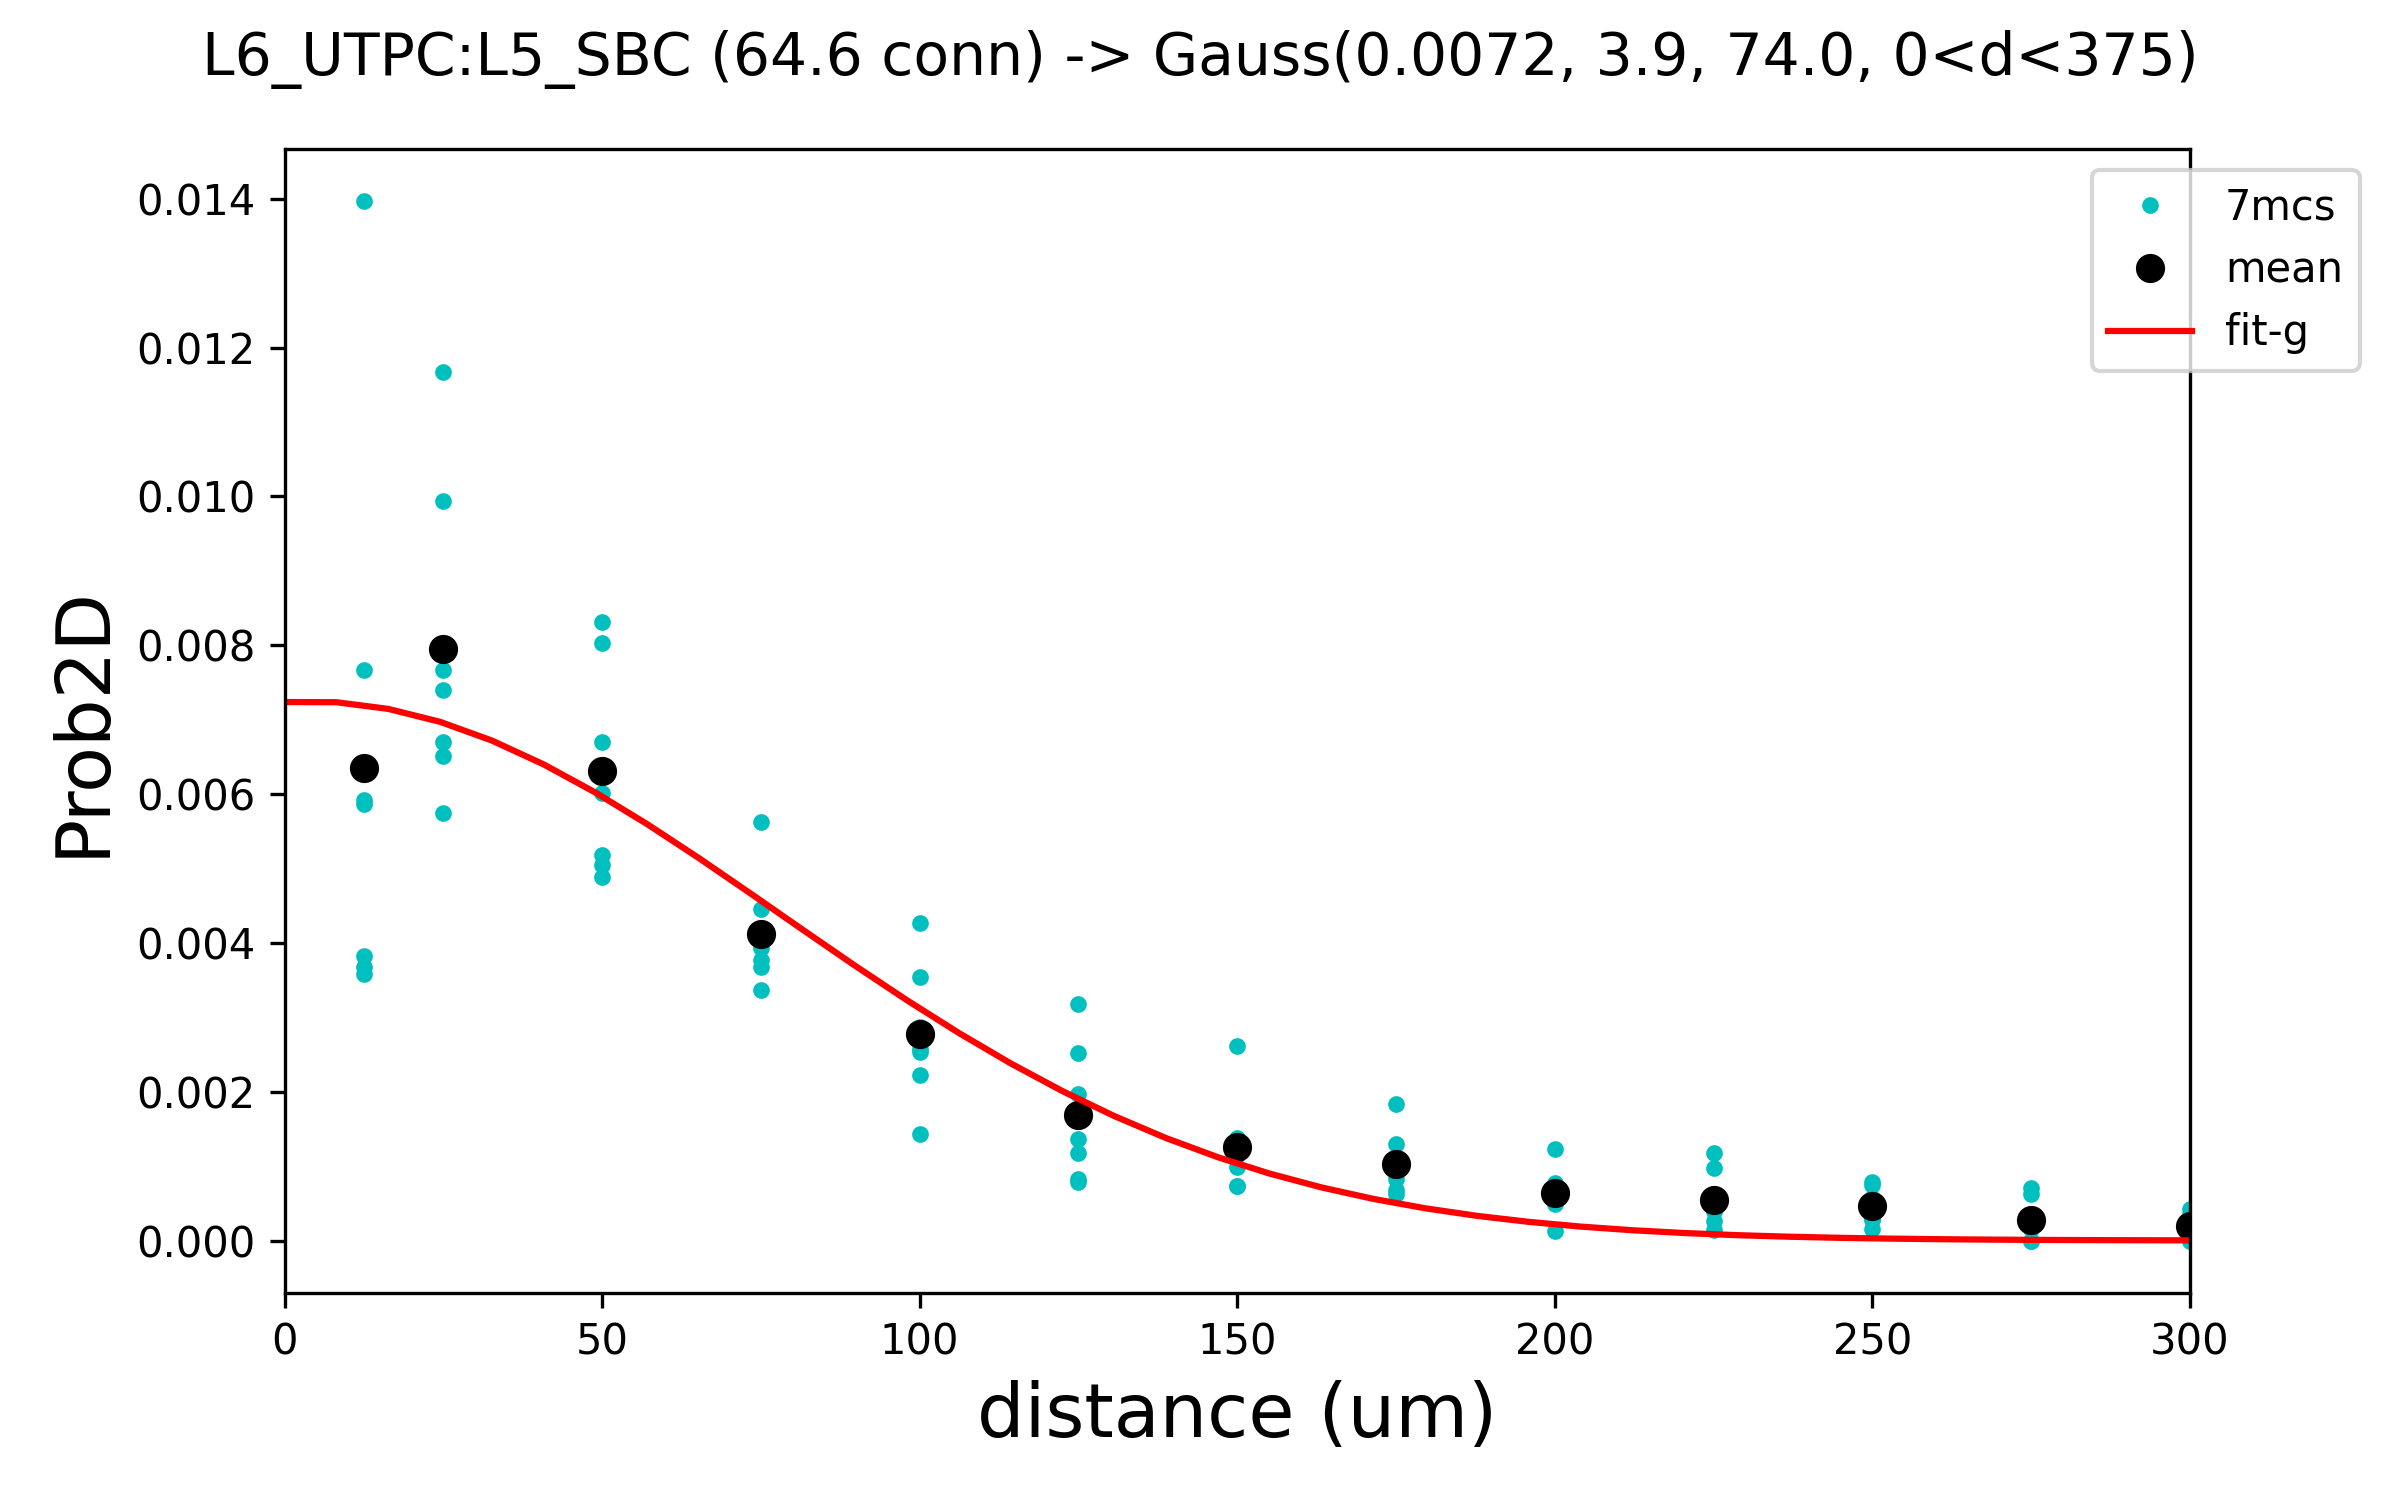 L6_UTPC:L5_SBC (64.6 conn) -> Gauss(0.0072, 3.9, 74.0, 0<d<375)
7mcs
mean
fit-g
Prob2D
0.014
0.012
0.010
0.008
0.006
0.004
0.002
0.000
0 50 100 150 200 250 300
distance (um)